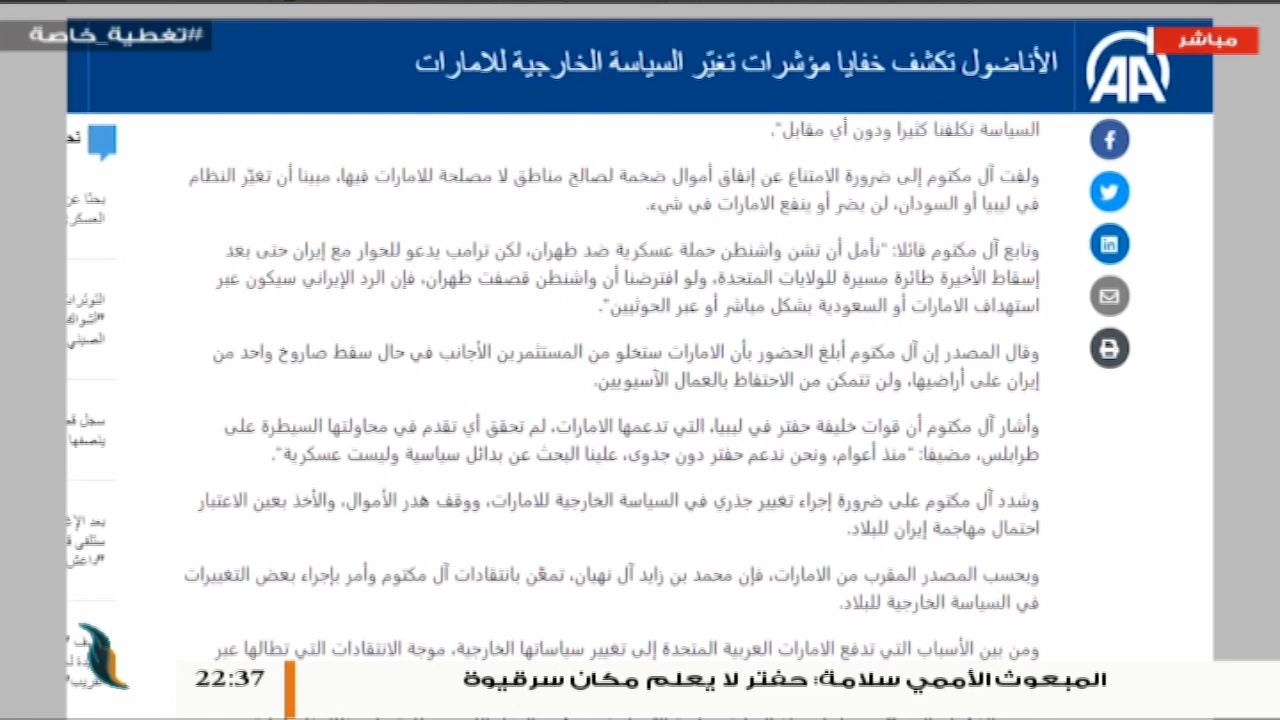 #تغطية_خاصة
مباشر
AA
الأناضول تكشف خفايا مؤشرات تغيّر السياسة الخارجية للامارات
السياسة تكلفنا كثيرا ودون أي مقابل".
ولفت آل مكتوم إلى ضرورة الامتناع عن إنفاق أموال ضخمة لصالح مناطق لا مصلحة للامارات فيها، مبينا أن تغيّر النظام
في ليبيا أو السودان، لن يضر أو ينفع الامارات في شيء.
وتابع آل مكتوم قائلا: "نأمل أن تشن واشنطن حملة عسكرية ضد طهران، لكن ترامب يدعو للحوار مع إيران حتى بعد
إسقاط الأخيرة طائرة مسيرة للولايات المتحدة، ولو افترضنا أن واشنطن قصفت طهران، فإن الرد الإيراني سيكون عبر
استهداف الامارات أو السعودية بشكل مباشر أو عبر الحوثيين".
وقال المصدر إن آل مكتوم أبلغ الحضور بأن الامارات ستخلو من المستثمرين الأجانب في حال سقط صاروخ واحد من
إيران على أراضيها، ولن تتمكن من الاحتفاظ بالعمال الآسيويين.
وأشار آل مكتوم أن قوات خليفة حفتر في ليبيا، التي تدعمها الامارات، لم تحقق أي تقدم في محاولتها السيطرة على
طرابلس، مضيفا: "منذ أعوام، ونحن ندعم حفتر دون جدوى، علينا البحث عن بدائل سياسية وليست عسكرية".
وشدد آل مكتوم على ضرورة إجراء تغيير جذري في السياسة الخارجية للامارات، ووقف هدر الأموال، والأخذ بعين الاعتبار
احتمال مهاجمة إيران للبلاد.
وبحسب المصدر المقرب من الامارات، فإن محمد بن زايد آل نهيان، تمعّن بانتقادات آل مكتوم وأمر بإجراء بعض التغييرات
في السياسة الخارجية للبلاد.
ومن بين الأسباب التي تدفع الامارات العربية المتحدة إلى تغيير سياساتها الخارجية، موجة الانتقادات التي تطالها عبر
بحثا عن
سجل
بعد
22:37
المبعوث الأممي سلامة: حفتر لا يعلم مكان سرقيوة